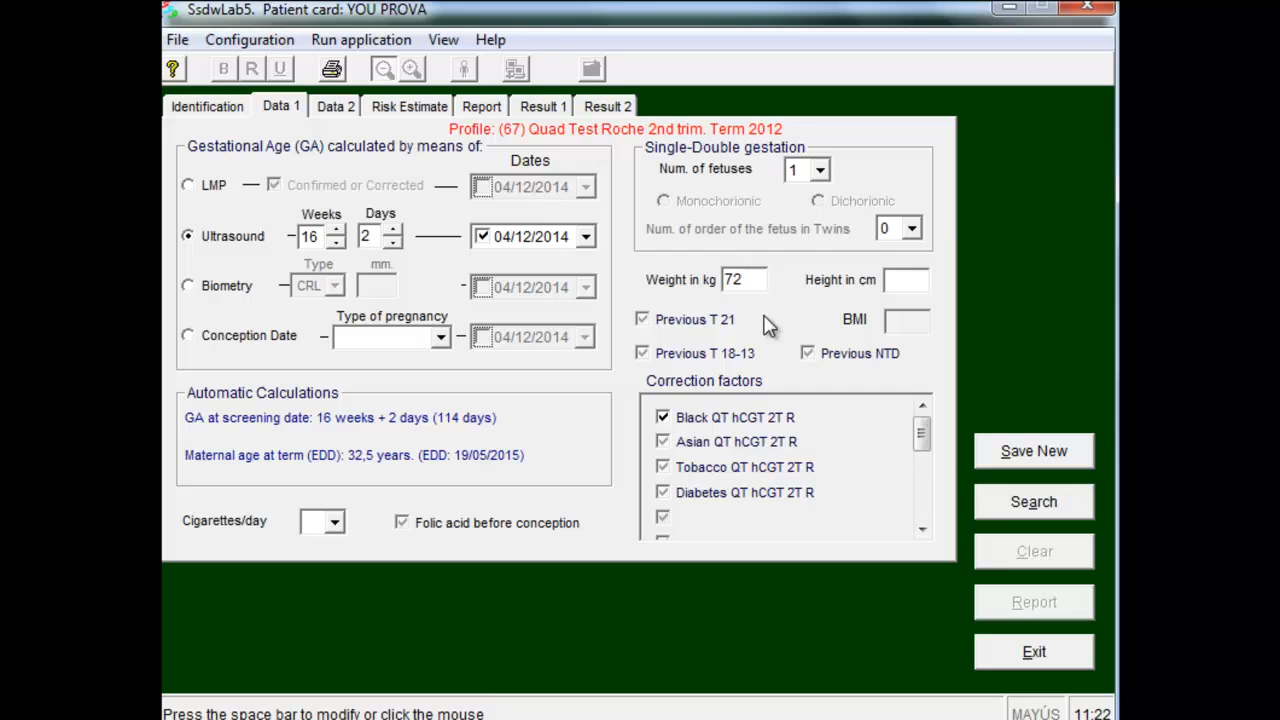 SsdwLab5. Patient card: YOU PROVA
File Configuration Run application View Help
? B R U
Identification Data 1 Data 2 Risk Estimate Report Result 1 Result 2
Profile: (67) Quad Test Roche 2nd trim. Term 2012
Gestational Age (GA) calculated by means of:
Dates
LMP Confirmed or Corrected 04/12/2014
Weeks Days
Ultrasound 16 2 04/12/2014
Type mm.
Biometry CRL 04/12/2014
Type of pregnancy
Conception Date 04/12/2014
Automatic Calculations
GA at screening date: 16 weeks + 2 days (114 days)
Maternal age at term (EDD): 32,5 years. (EDD: 19/05/2015)
Cigarettes/day Folic acid before conception
Single-Double gestation
Num. of fetuses 1
Monochorionic Dichorionic
Num. of order of the fetus in Twins 0
Weight in kg 72 Height in cm
Previous T 21 BMI
Previous T 18-13 Previous NTD
Correction factors
Black QT hCGT 2T R
Asian QT hCGT 2T R
Tobacco QT hCGT 2T R
Diabetes QT hCGT 2T R
Save New
Search
Clear
Report
Exit
Press the space bar to modify or click the mouse MAYÚS 11:22